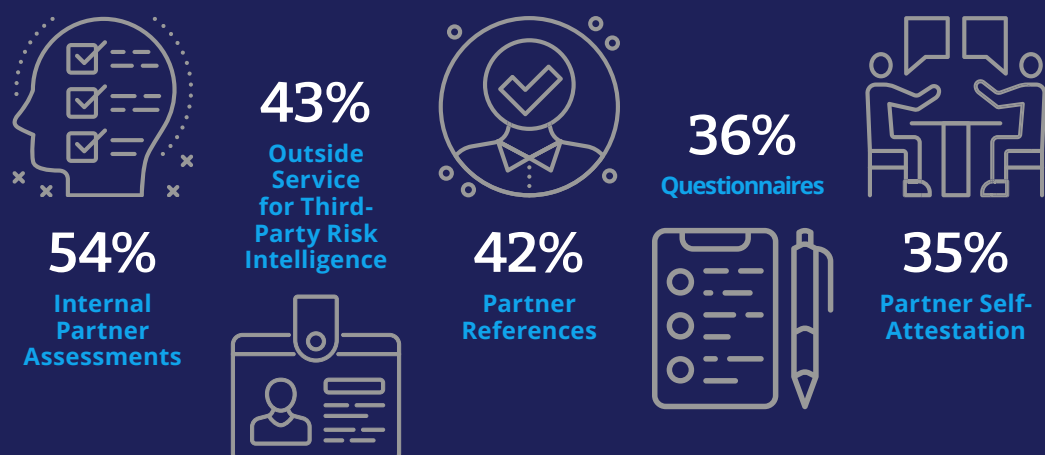 54%
Internal
Partner
Assessments
43%
Outside
Service
for Third-
Party Risk
Intelligence
42%
Partner
References
36%
Questionnaires
35%
Partner Self-
Attestation